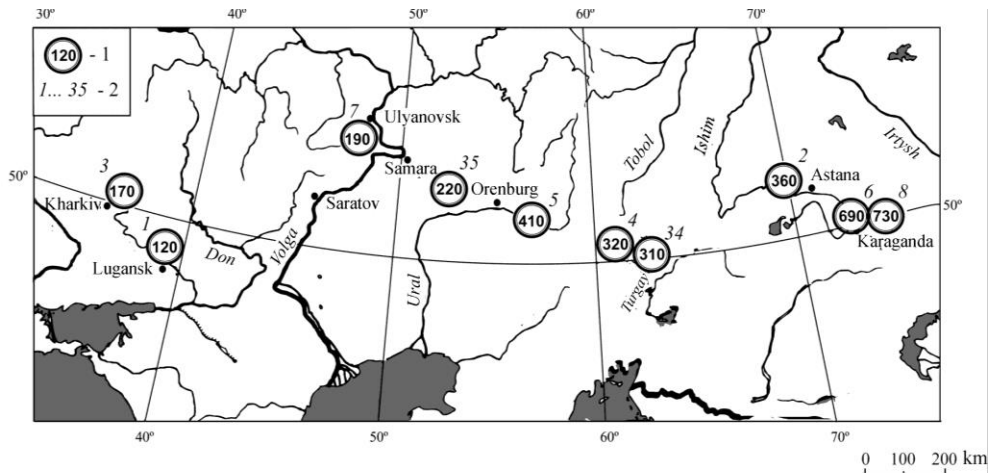 30º
40º
50º
60º
70º
120 - 1
1... 35 - 2
7
190
Ulyanovsk
Samara
Saratov
Volga
35
220
Orenburg
5
410
Tobol
Ishim
Irtysh
2
360
Astana
6
8
690
730
50º
Karaganda
50º
3
170
Kharkiv
1
120
Lugansk
Don
Ural
4
34
320
310
Turgay
40º
50º
60º
70º
0 100 200 km